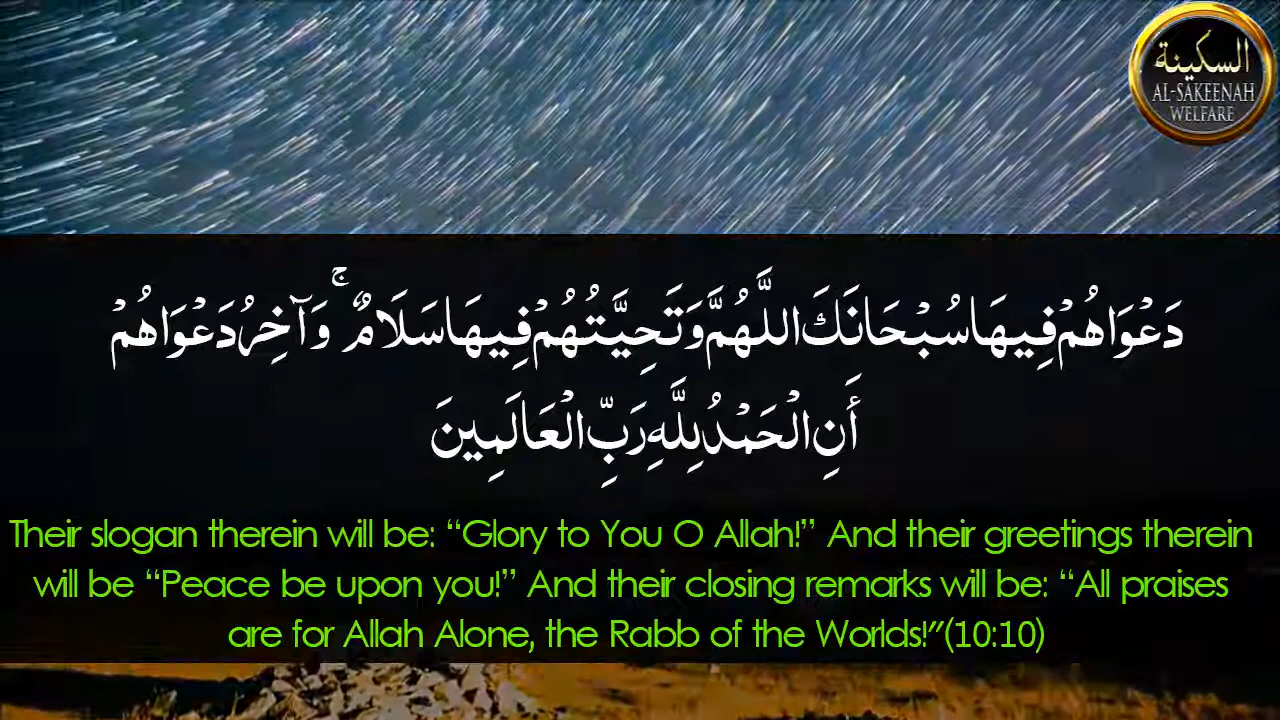 السكينة
AL-SAKEENAH
WELFARE
دَعْوَاهُمْ فِيهَا سُبْحَانَكَ اللَّهُمَّ وَتَحِيَّتُهُمْ فِيهَا سَلَامٌ ۚ وَآخِرُ دَعْوَاهُمْ
أَنِ الْحَمْدُ لِلَّهِ رَبِّ الْعَالَمِينَ
Their slogan therein will be: “Glory to You O Allah!” And their greetings therein
will be “Peace be upon you!” And their closing remarks will be: “All praises
are for Allah Alone, the Rabb of the Worlds!”(10:10)